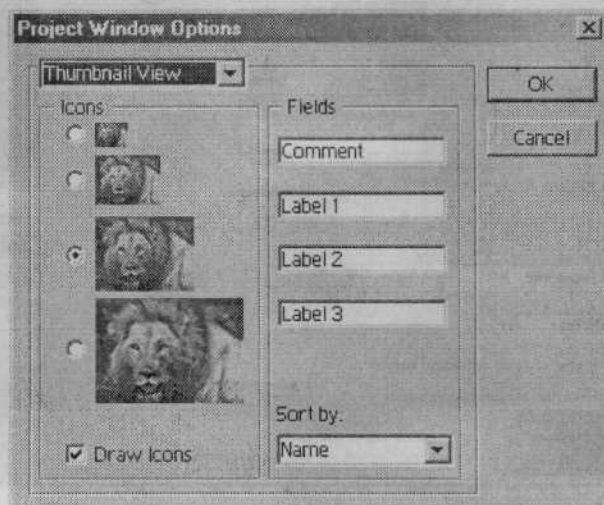 Project Window Options
Thumbnail View
OK
Cancel
Icons
Fields
Comment
Label 1
Label 2
Label 3
Sort by:
Name
Draw Icons